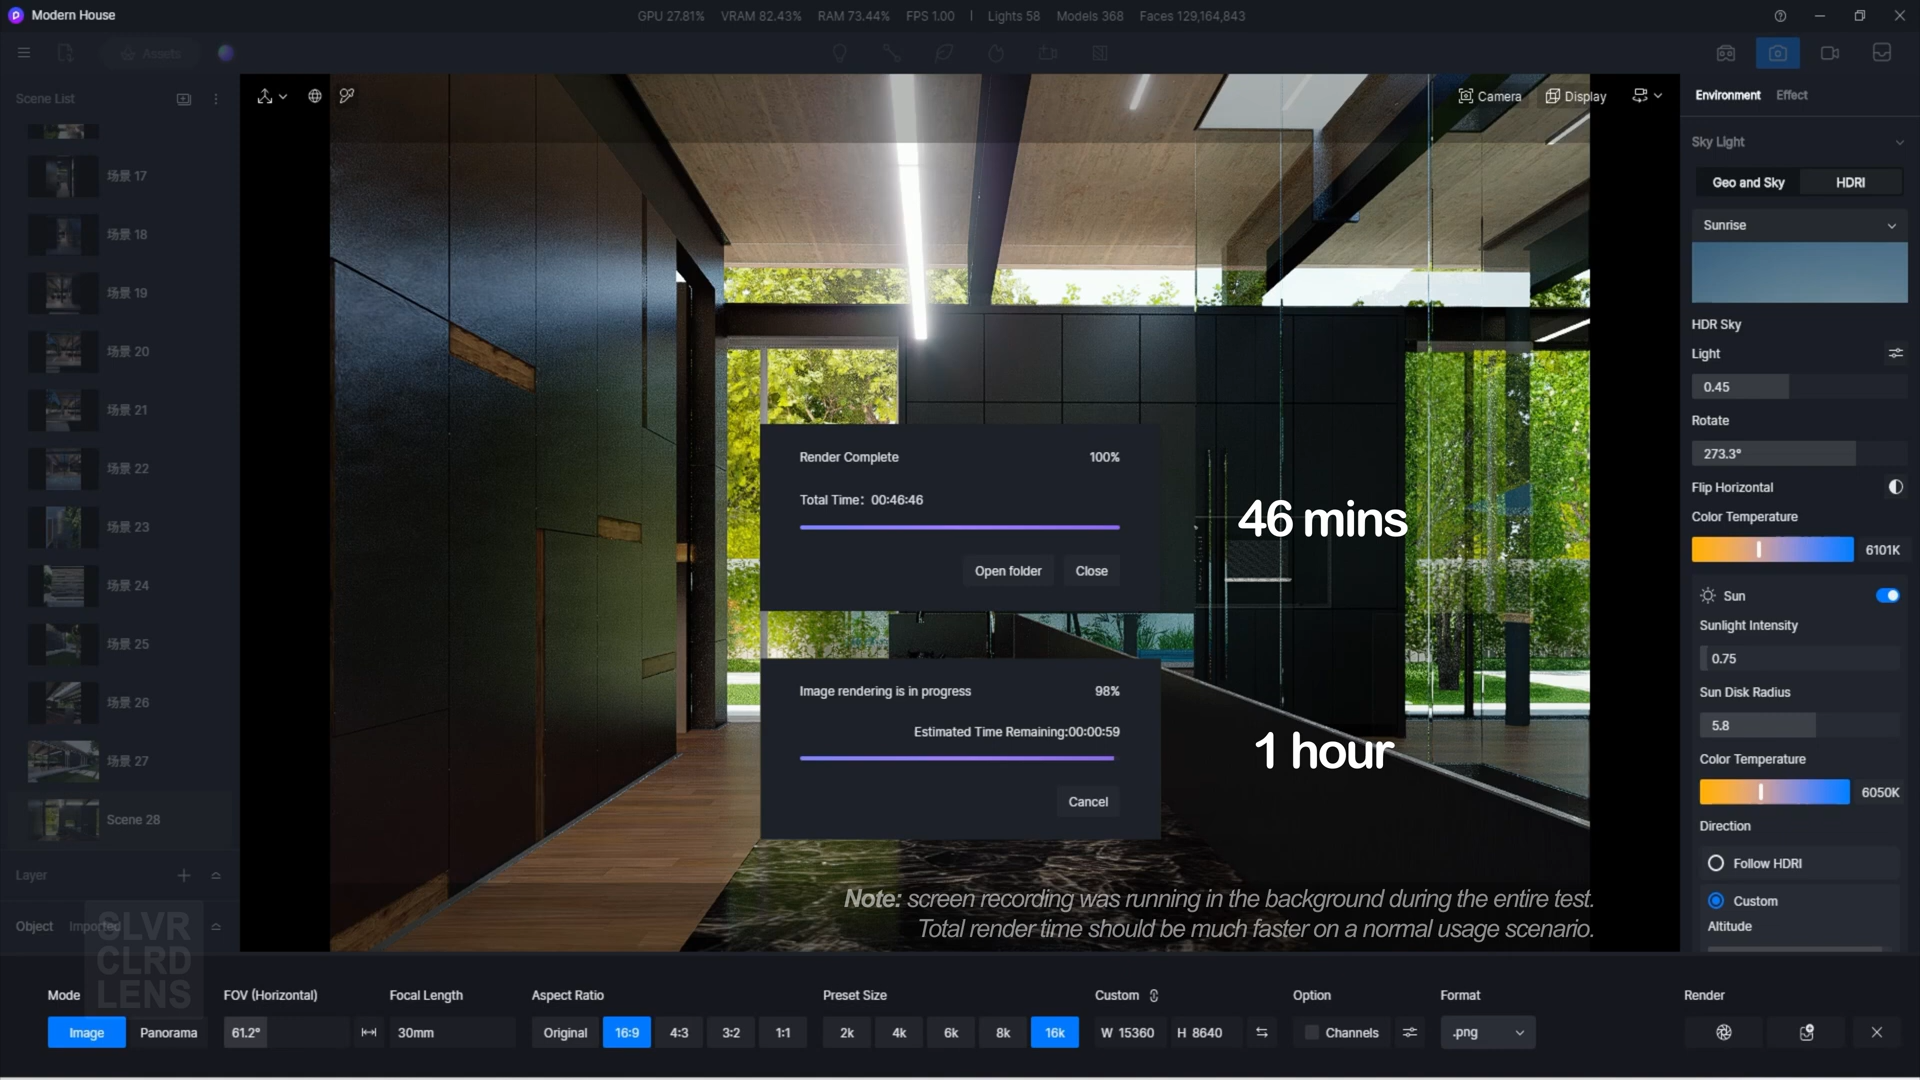 Modern House
GPU 27.81% VRAM 82.43% RAM 73.44% FPS 1.00 | Lights 58 Models 368 Faces 129,164,843
Assets
Scene List
Camera
Display
Environment Effect
场景 17
场景 18
场景 19
场景 20
场景 21
场景 22
场景 23
场景 24
场景 25
场景 26
场景 27
Scene 28
Layer
Object Imported
SLVR
CLRD
LENS
Sky Light
Geo and Sky HDRI
Sunrise
HDR Sky
Light
0.45
Rotate
273.3°
Flip Horizontal
Color Temperature
6101K
Sun
Sunlight Intensity
0.75
Sun Disk Radius
5.8
Color Temperature
6050K
Direction
Follow HDRI
Custom
Altitude
Render Complete 100%
Total Time: 00:46:46
Open folder Close
46 mins
Image rendering is in progress 98%
Estimated Time Remaining:00:00:59
Cancel
1 hour
Note: screen recording was running in the background during the entire test.
Total render time should be much faster on a normal usage scenario.
Mode FOV (Horizontal) Focal Length Aspect Ratio Preset Size Custom Option Format Render
Image Panorama 61.2° 30mm Original 16:9 4:3 3:2 1:1 2k 4k 6k 8k 16k W 15360 H 8640 Channels .png